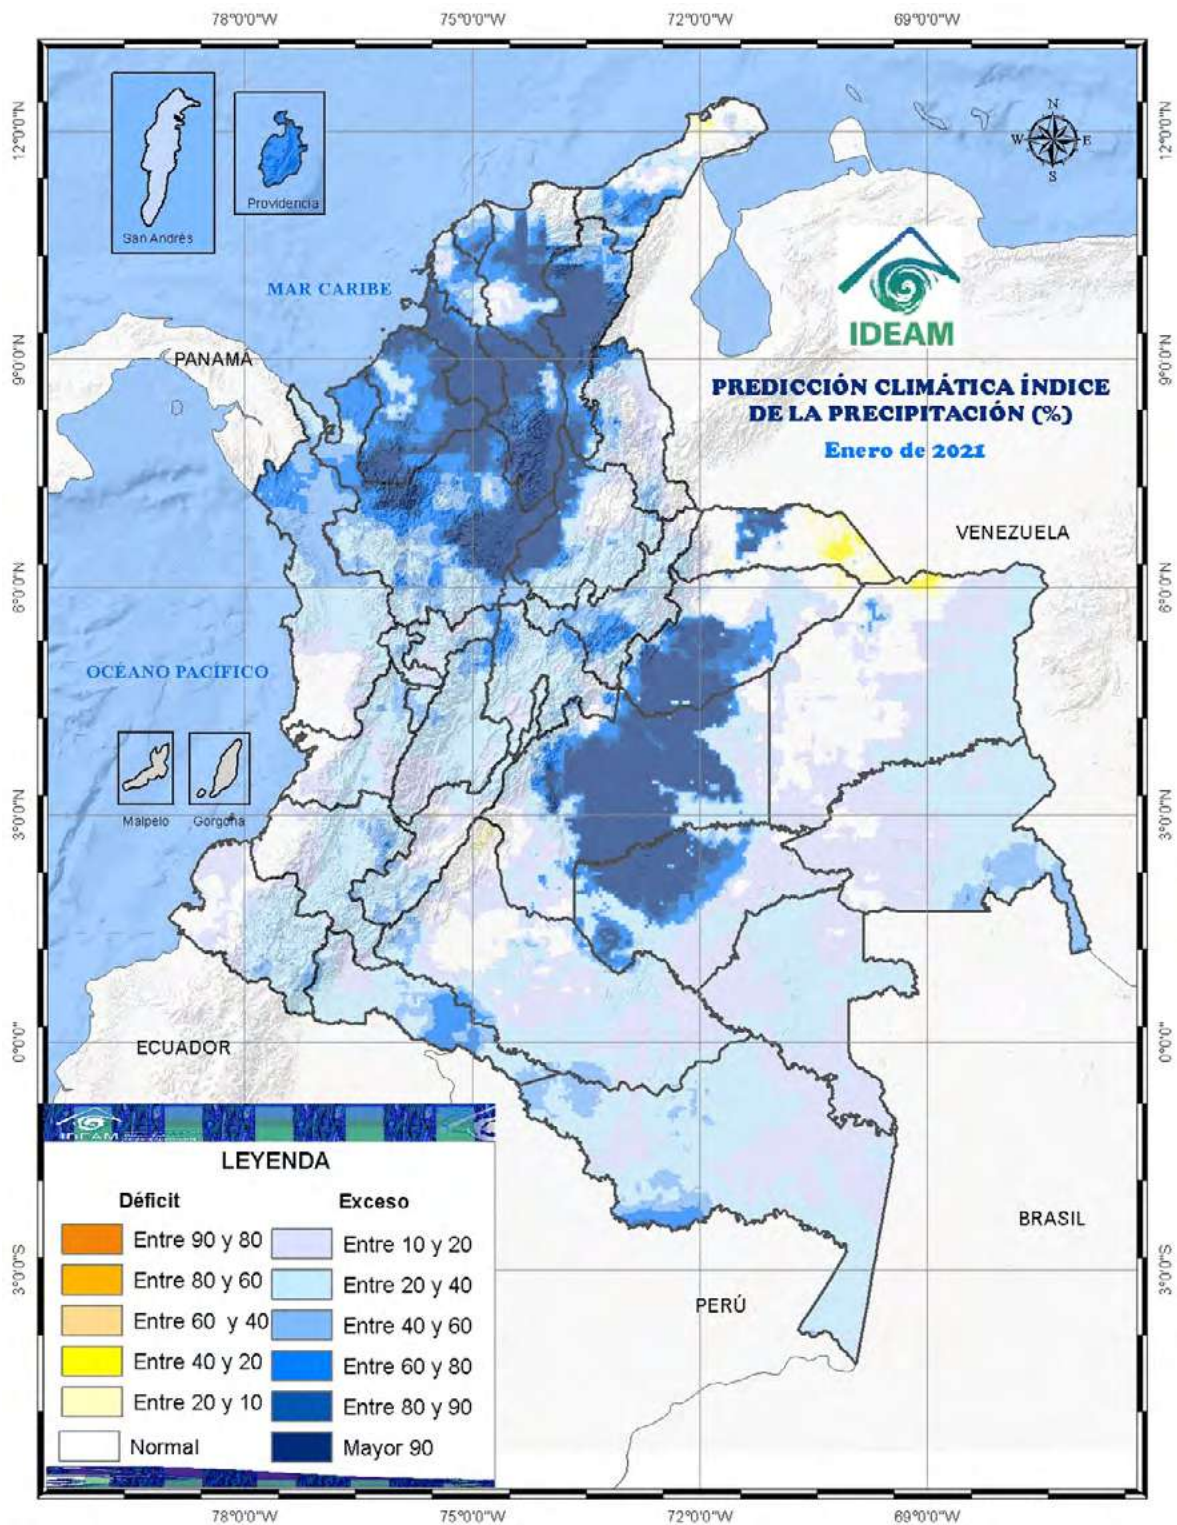 78°0'0"W 75°0'0"W 72°0'0"W 69°0'0"W
12°0'0"N
12°0'0"N
N
W E
S
San Andrés
Providencia
MAR CARIBE
IDEAM
9°0'0"N
9°0'0"N
PANAMÁ
PREDICCIÓN CLIMÁTICA ÍNDICE
DE LA PRECIPITACIÓN (%)
Enero de 2021
VENEZUELA
6°0'0"N
6°0'0"N
OCÉANO PACÍFICO
Malpelo
Gorgona
3°0'0"N
3°0'0"N
ECUADOR
0°0'0"
0°0'0"
IDEAM
LEYENDA
Déficit
Entre 90 y 80
Entre 80 y 60
Entre 60 y 40
Entre 40 y 20
Entre 20 y 10
Normal
Exceso
Entre 10 y 20
Entre 20 y 40
Entre 40 y 60
Entre 60 y 80
Entre 80 y 90
Mayor 90
BRASIL
PERÚ
3°0'0"S
3°0'0"S
78°0'0"W 75°0'0"W 72°0'0"W 69°0'0"W